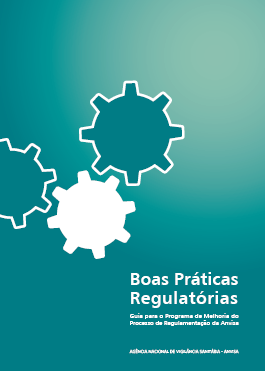 Boas Práticas
Regulatórias
Guia para o Programa de Melhoria do
Processo de Regulamentação da Anvisa
AGÊNCIA NACIONAL DE VIGILÂNCIA SANITÁRIA - ANVISA